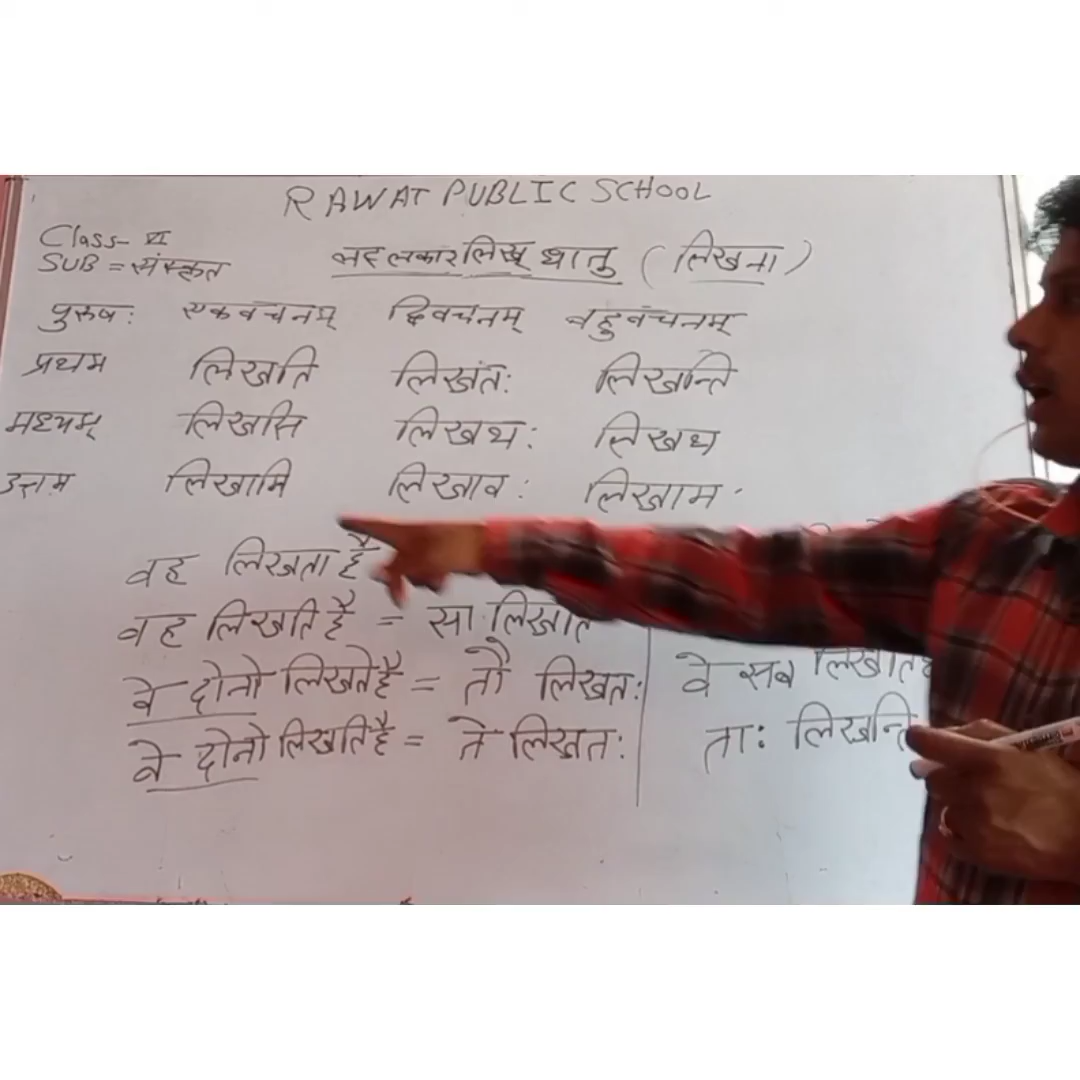 RAWAT PUBLIC SCHOOL
Class- VI
SUB = संस्कृत
लट्लकार लिख् धातु ( लिखना )
पुरुषः एकवचनम् द्विवचनम् बहुवचनम्
प्रथम लिखति लिखतः लिखन्ति
मध्यम् लिखसि लिखथः लिखथ
उत्तम लिखामि लिखावः लिखामः
वह लिखता है
वह लिखति है = सा लिखति
वे दोनो लिखते है = तौ लिखतः
वे दोनो लिखति है = ते लिखतः
वे सब
ताः लिखन्ति